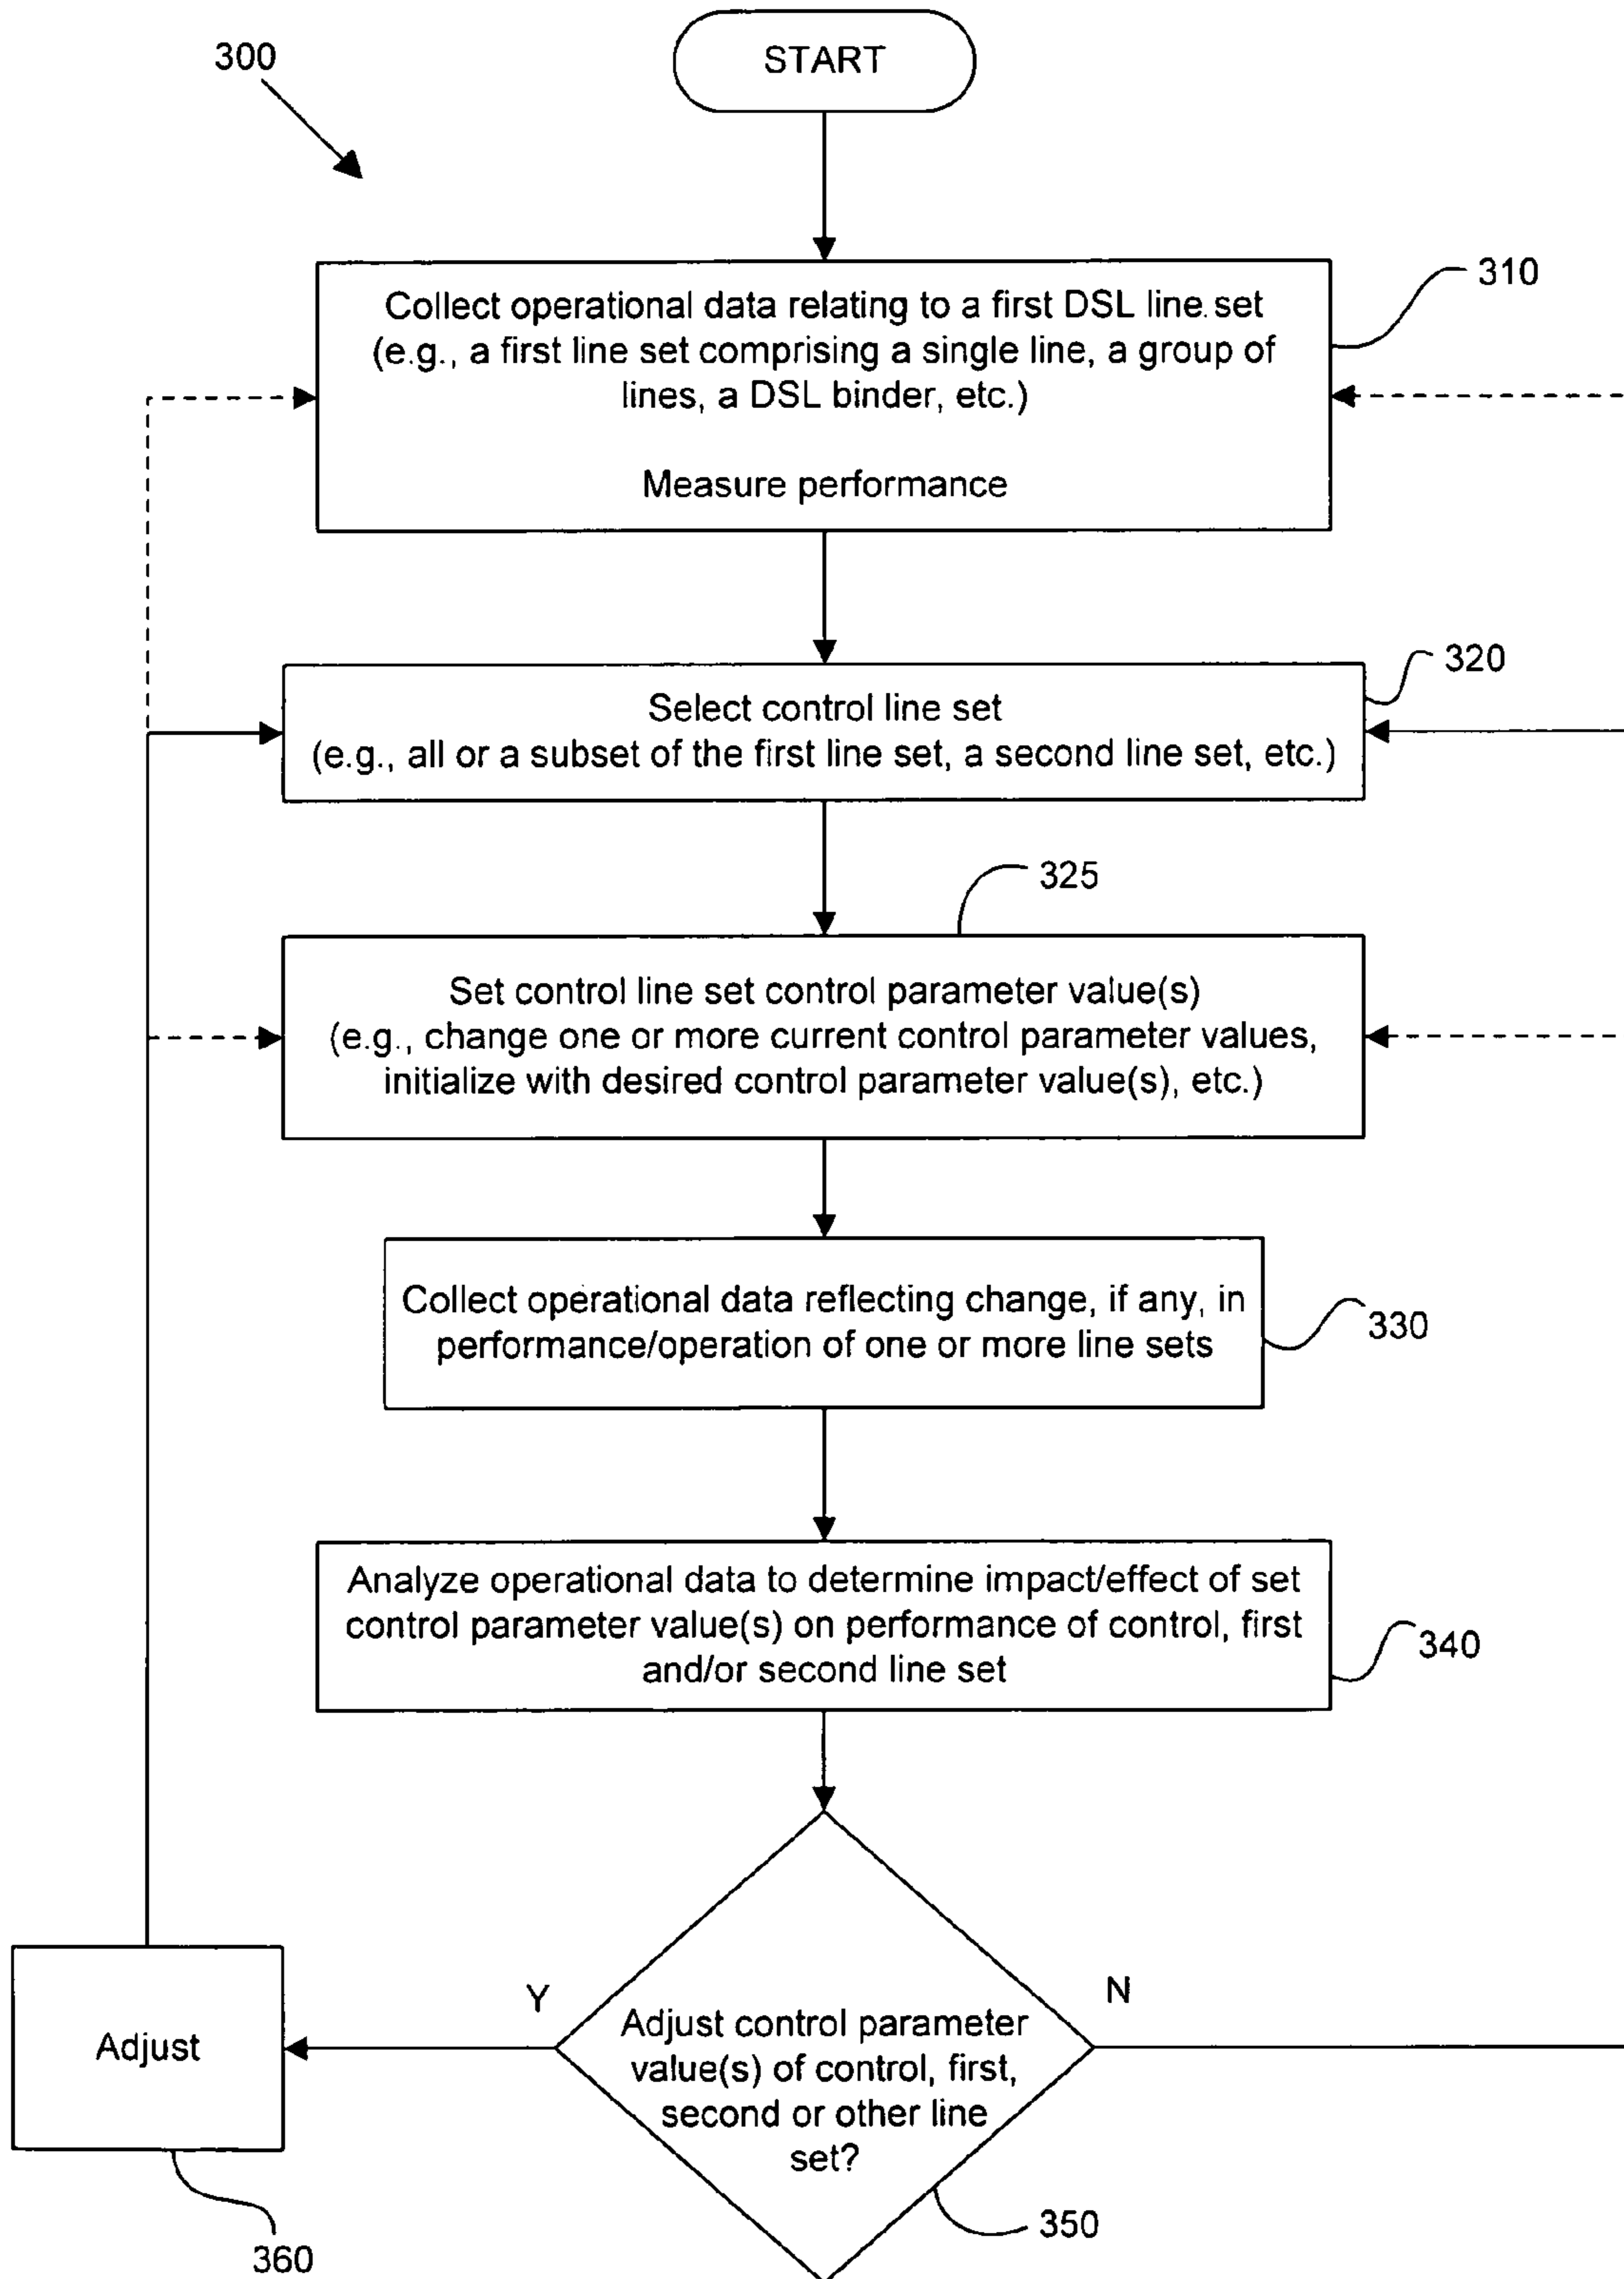 300
START
310
Collect operational data relating to a first DSL line set
(e.g., a first line set comprising a single line, a group of
lines, a DSL binder, etc.)
Measure performance
320
Select control line set
(e.g., all or a subset of the first line set, a second line set, etc.)
325
Set control line set control parameter value(s)
(e.g., change one or more current control parameter values,
initialize with desired control parameter value(s), etc.)
Collect operational data reflecting change, if any, in
performance/operation of one or more line sets
330
Analyze operational data to determine impact/effect of set
control parameter value(s) on performance of control, first
and/or second line set
340
Y
N
Adjust
Adjust control parameter
value(s) of control, first,
second or other line
set?
350
360